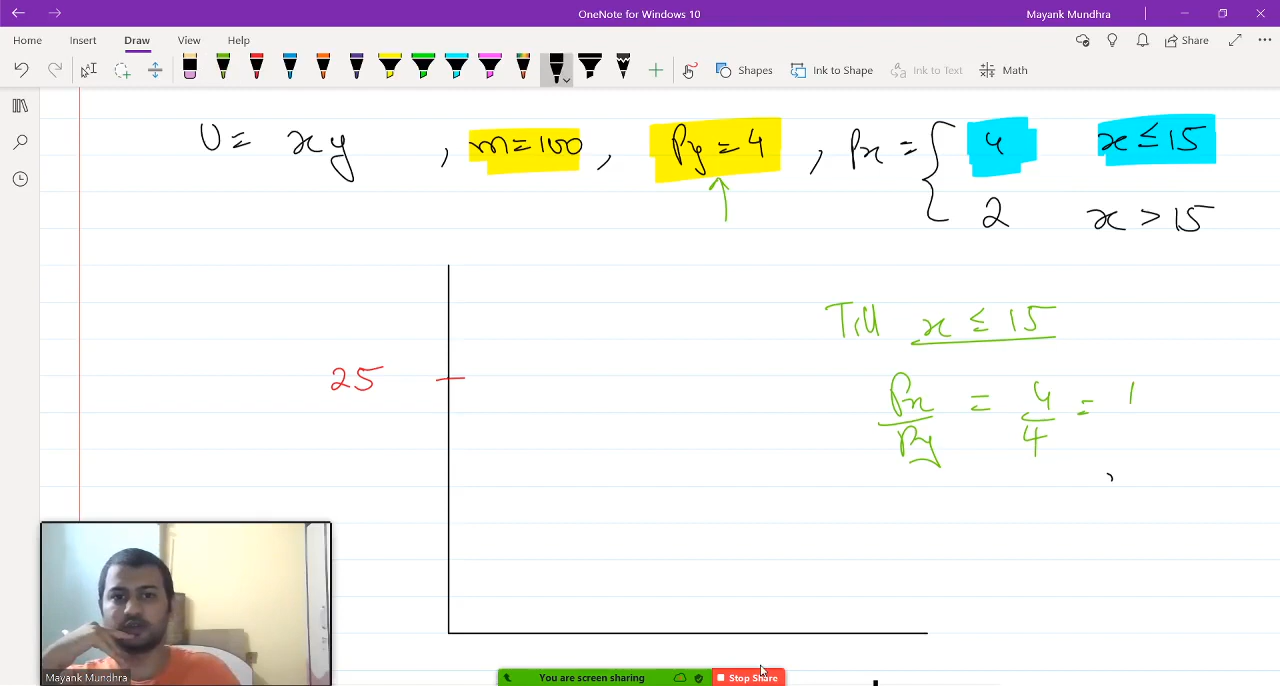 OneNote for Windows 10
Mayank Mundhra
Home Insert Draw View Help
Share
Shapes
Ink to Shape
Ink to Text
Math
U = xy , m = 100 , Py = 4 , Px = { 4 x ≤ 15
2 x > 15
Till x ≤ 15
25
Px/Py = 4/4 = 1
Mayank Mundhra
You are screen sharing
Stop Share